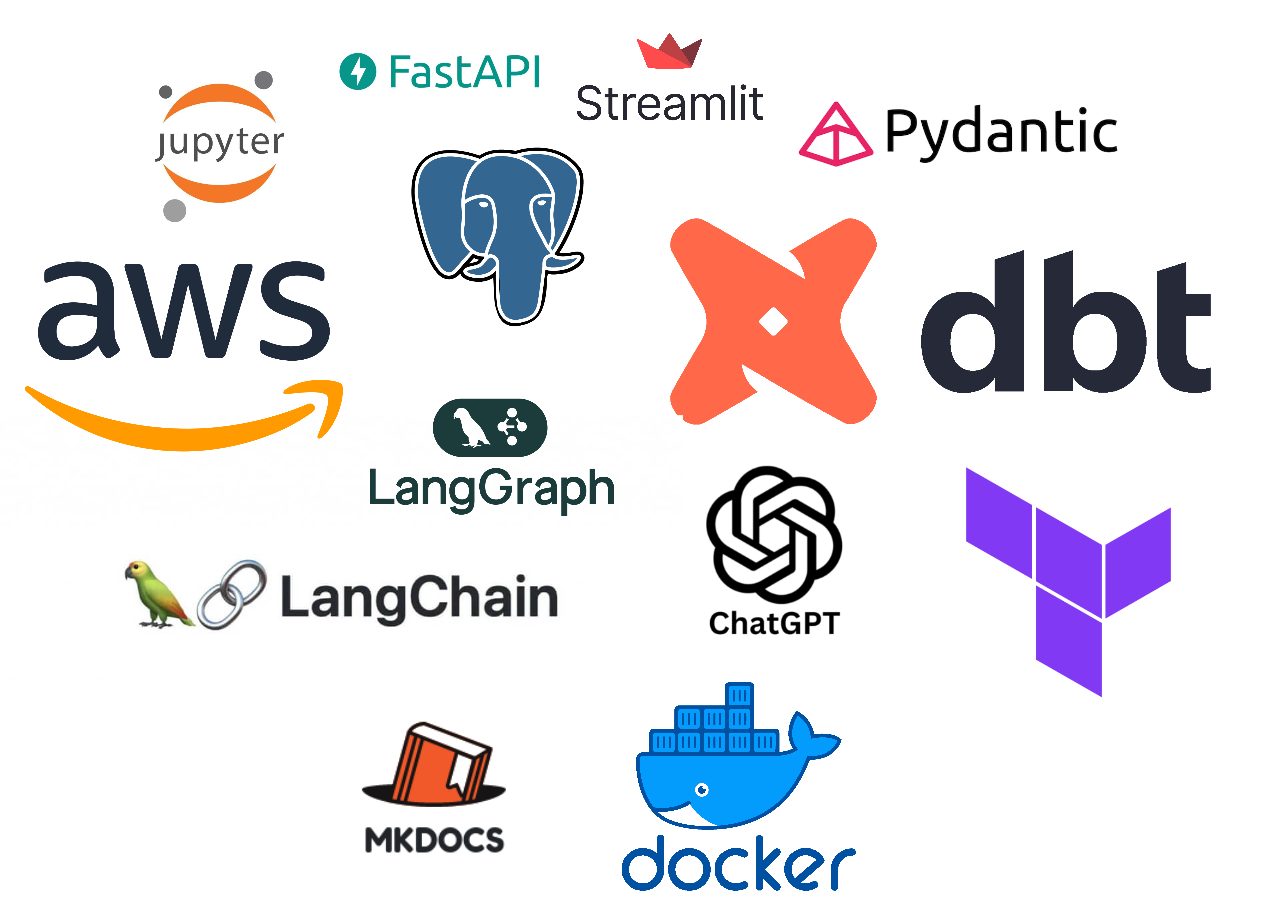 FastAPI
Streamlit
jupyter
Pydantic
aws
dbt
LangGraph
LangChain
ChatGPT
MKDOCS
docker